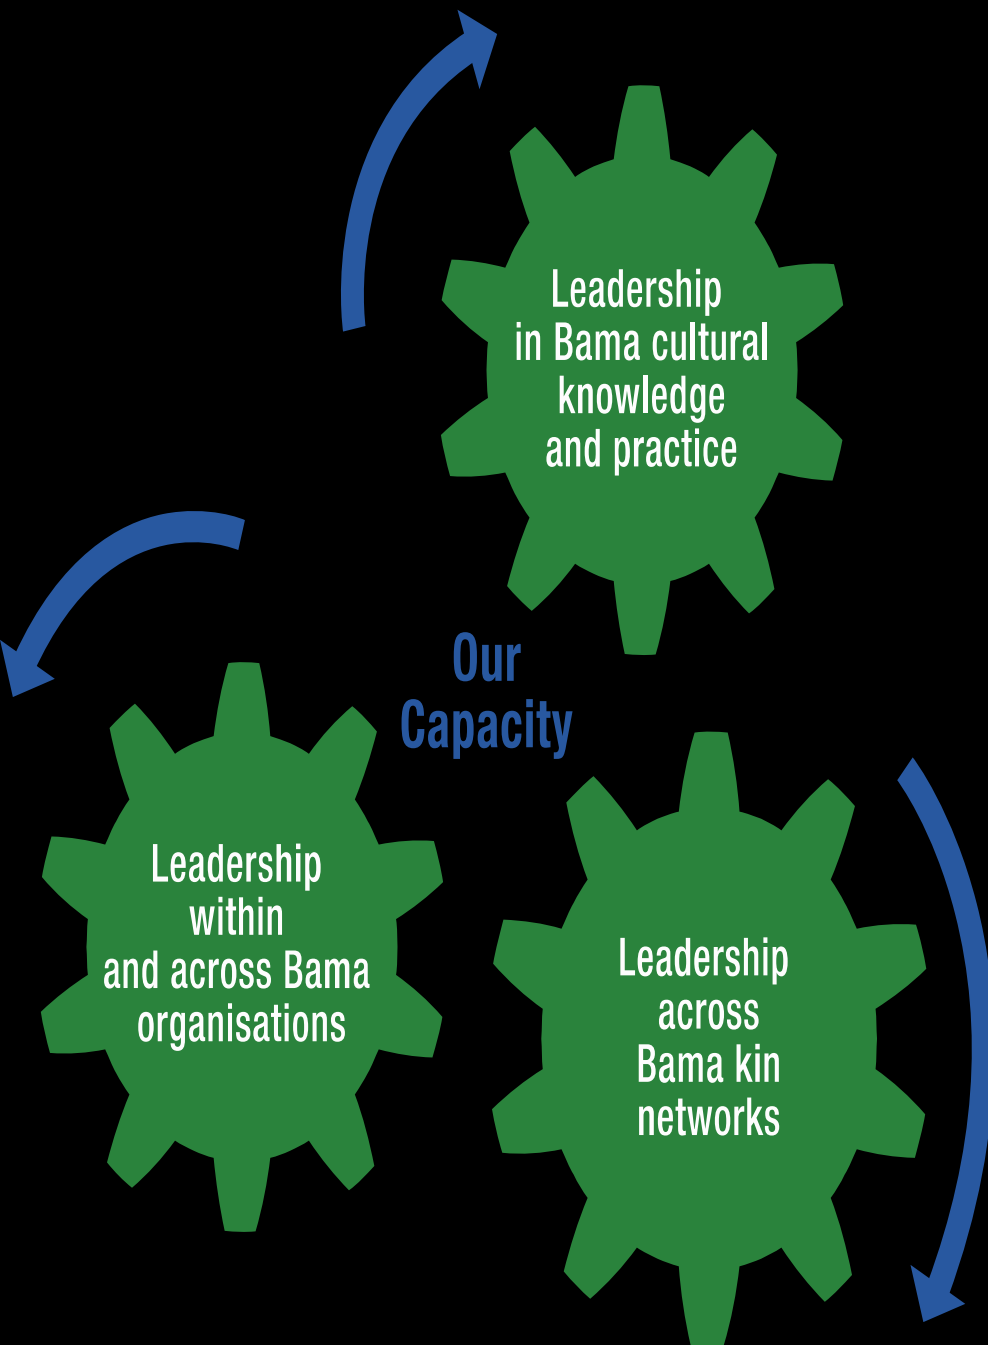 Leadership
in Bama cultural
knowledge
and practice
Our
Capacity
Leadership
within
and across Bama
organisations
Leadership
across
Bama kin
networks